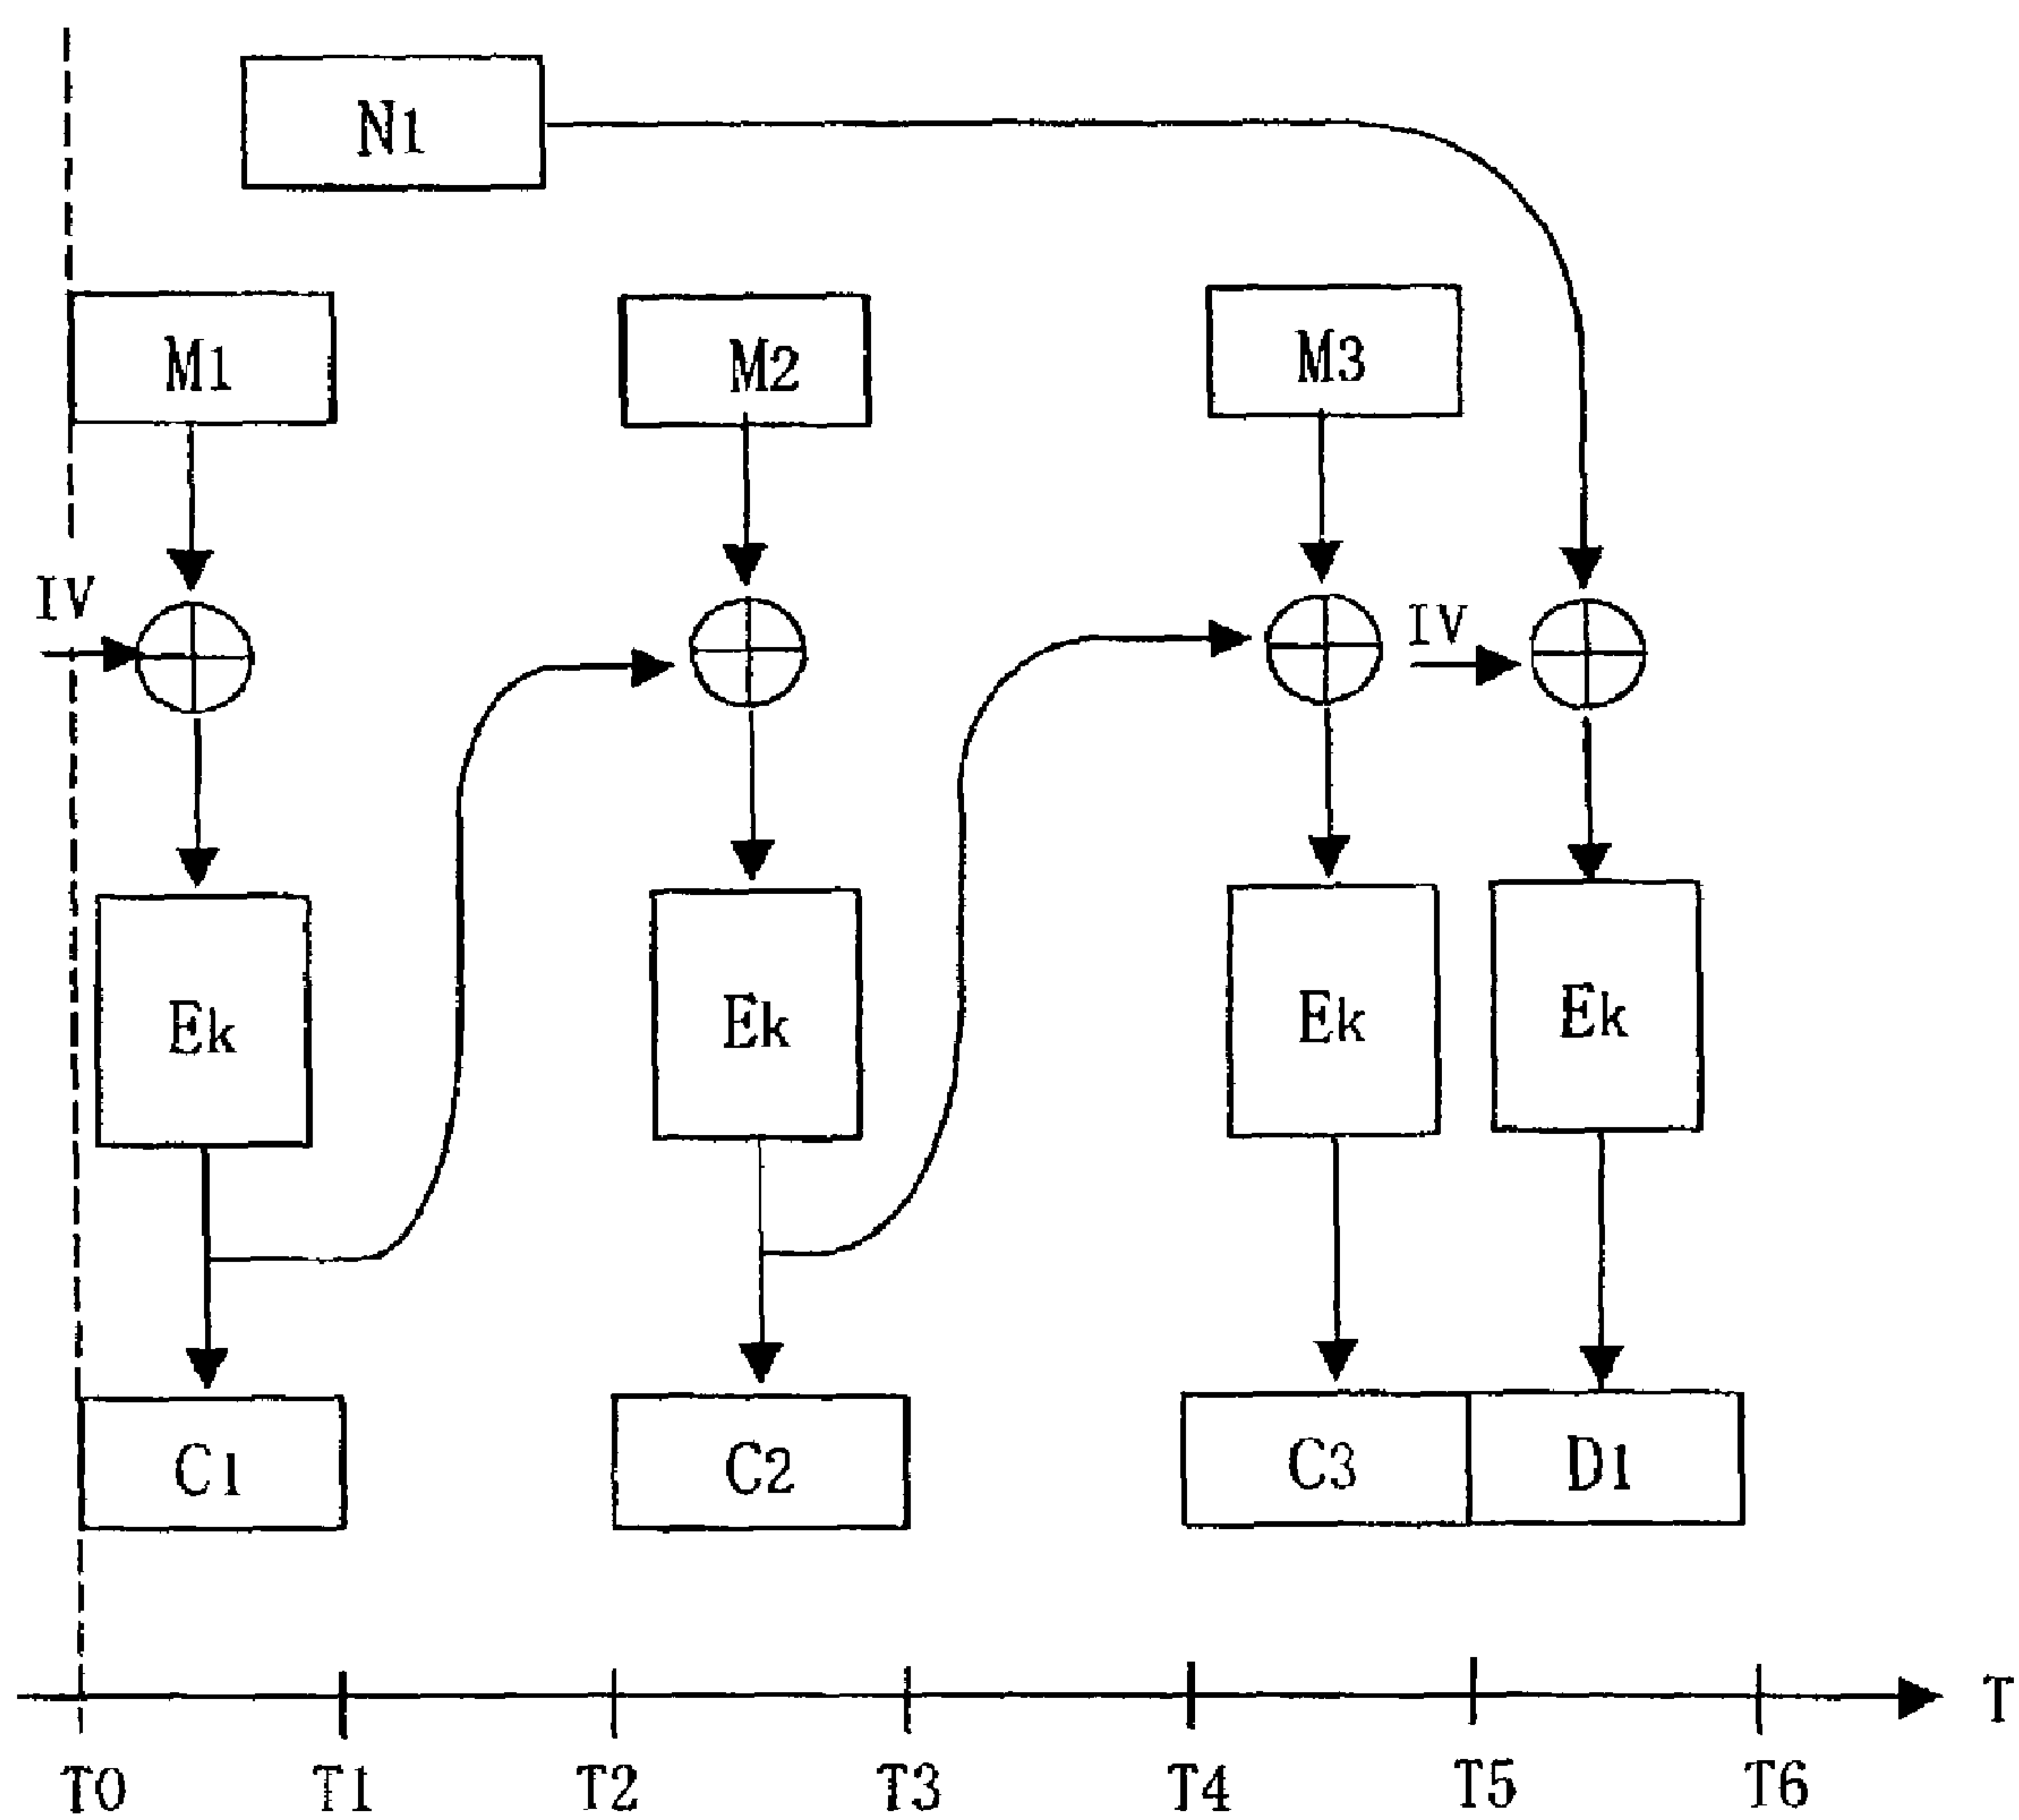 N1
M1 M2 M3
IV IV
Ek Ek Ek Ek
C1 C2 C3 D1
T
T0 T1 T2 T3 T4 T5 T6